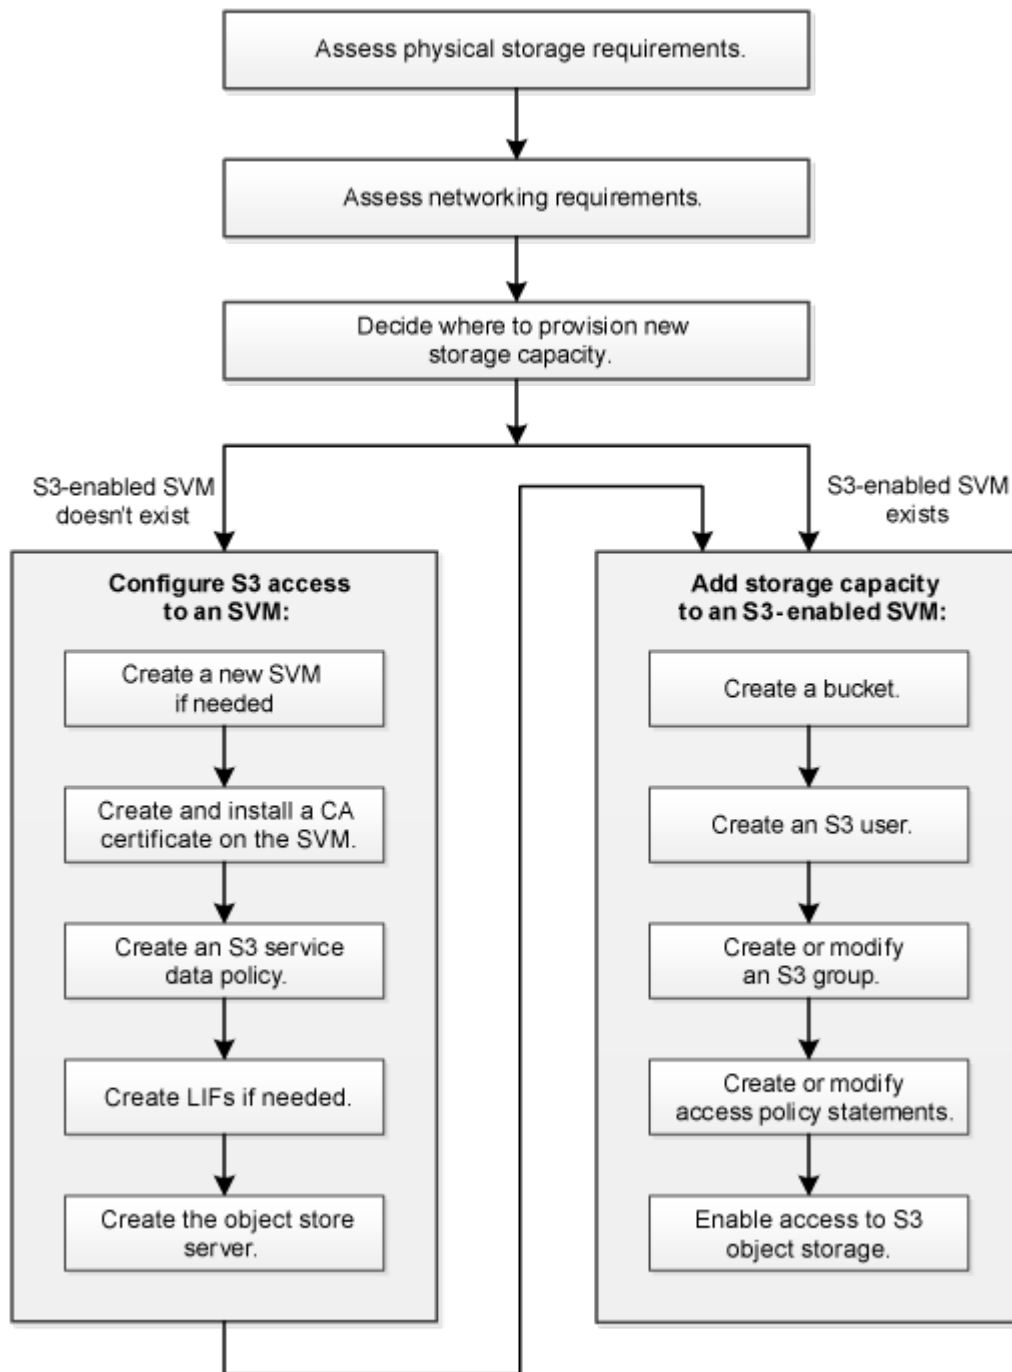 Assess physical storage requirements.
Assess networking requirements.
Decide where to provision new
storage capacity.
S3-enabled SVM
doesn't exist
S3-enabled SVM
exists
Configure S3 access
to an SVM:
Create a new SVM
if needed
Create and install a CA
certificate on the SVM.
Create an S3 service
data policy.
Create LIFs if needed.
Create the object store
server.
Add storage capacity
to an S3-enabled SVM:
Create a bucket.
Create an S3 user.
Create or modify
an S3 group.
Create or modify
access policy statements.
Enable access to S3
object storage.